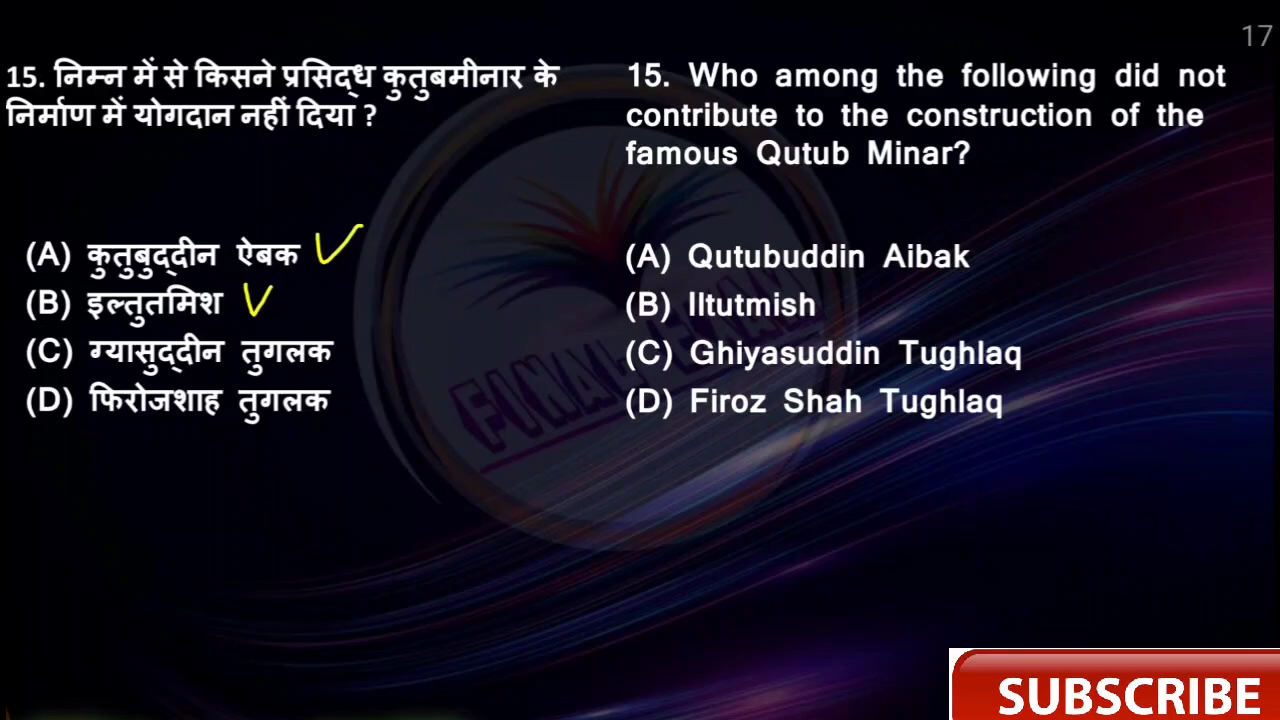 17
15. निम्न में से किसने प्रसिद्ध कुतुबमीनार के
निर्माण में योगदान नहीं दिया ?
(A) कुतुबुद्दीन ऐबक
(B) इल्तुतमिश
(C) ग्यासुद्दीन तुगलक
(D) फिरोजशाह तुगलक
15. Who among the following did not
contribute to the construction of the
famous Qutub Minar?
(A) Qutubuddin Aibak
(B) Iltutmish
(C) Ghiyasuddin Tughlaq
(D) Firoz Shah Tughlaq
SUBSCRIBE